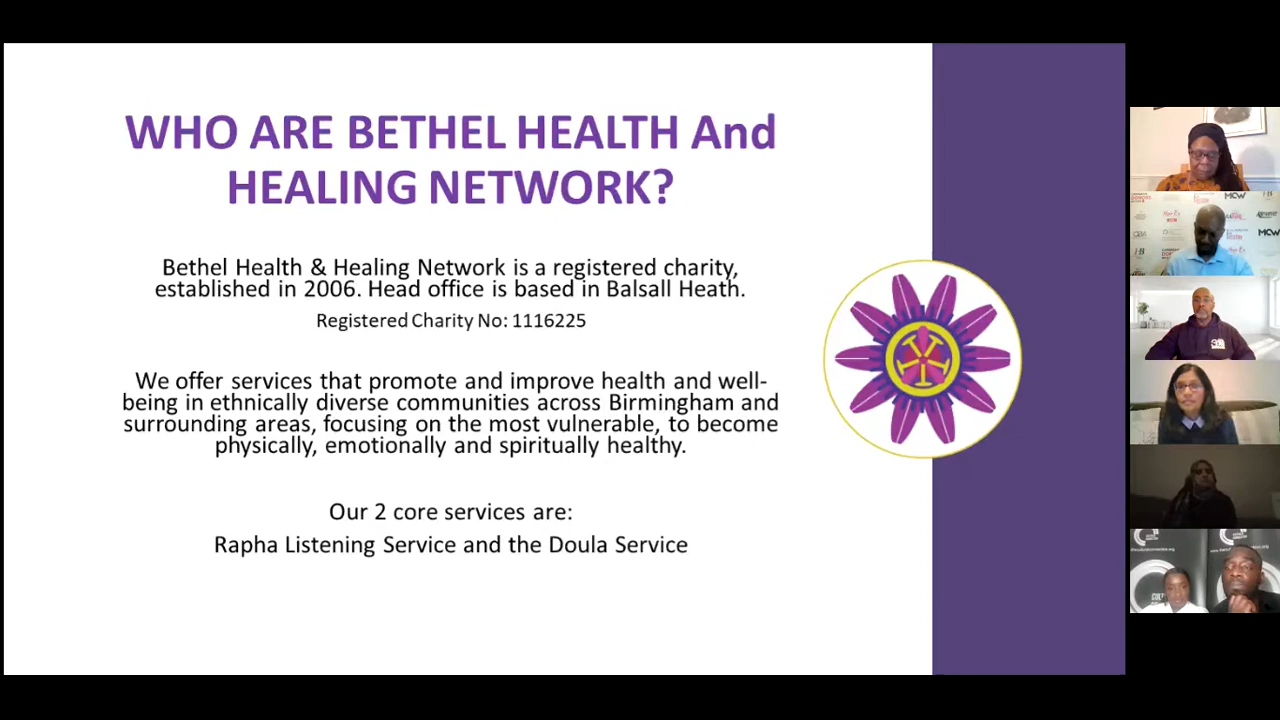 WHO ARE BETHEL HEALTH And
HEALING NETWORK?
Bethel Health & Healing Network is a registered charity,
established in 2006. Head office is based in Balsall Heath.
Registered Charity No: 1116225
We offer services that promote and improve health and well-
being in ethnically diverse communities across Birmingham and
surrounding areas, focusing on the most vulnerable, to become
physically, emotionally and spiritually healthy.
Our 2 core services are:
Rapha Listening Service and the Doula Service
MCW
MCW